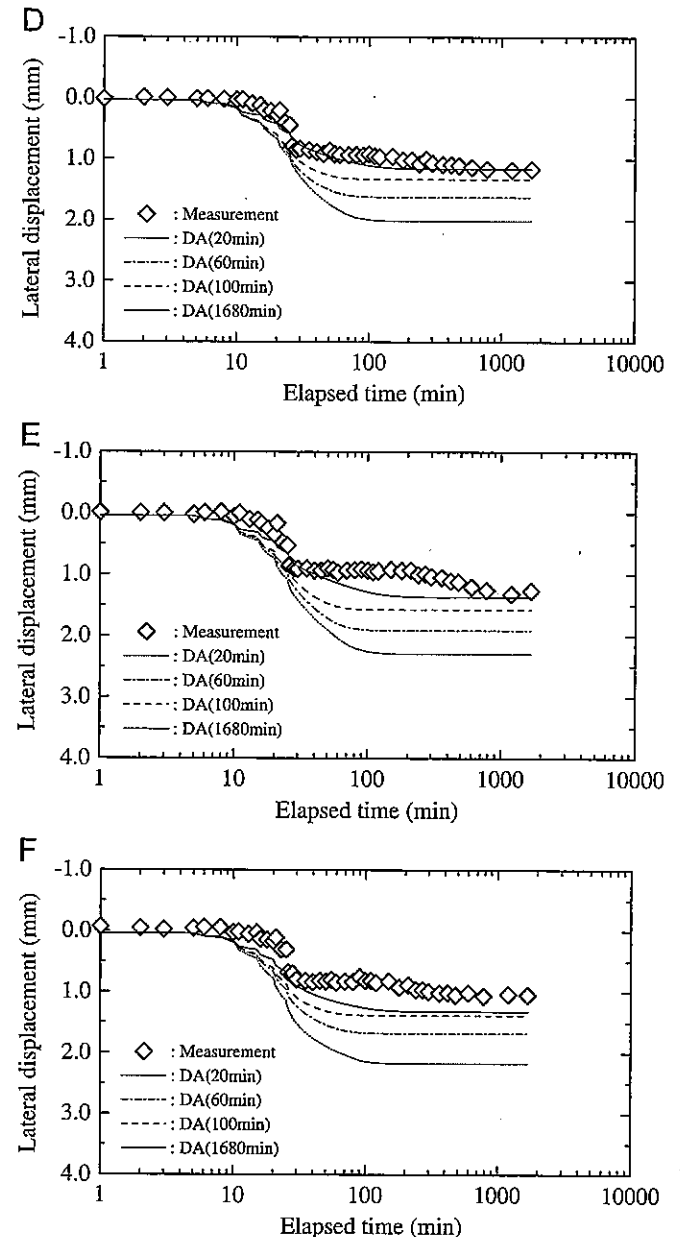 D
-1.0
0.0
1.0
2.0
3.0
4.0
Lateral displacement (mm)
: Measurement
: DA(20min)
: DA(60min)
: DA(100min)
: DA(1680min)
1 10 100 1000 10000
Elapsed time (min)
E
-1.0
0.0
1.0
2.0
3.0
4.0
Lateral displacement (mm)
: Measurement
: DA(20min)
: DA(60min)
: DA(100min)
: DA(1680min)
1 10 100 1000 10000
Elapsed time (min)
F
-1.0
0.0
1.0
2.0
3.0
4.0
Lateral displacement (mm)
: Measurement
: DA(20min)
: DA(60min)
: DA(100min)
: DA(1680min)
1 10 100 1000 10000
Elapsed time (min)